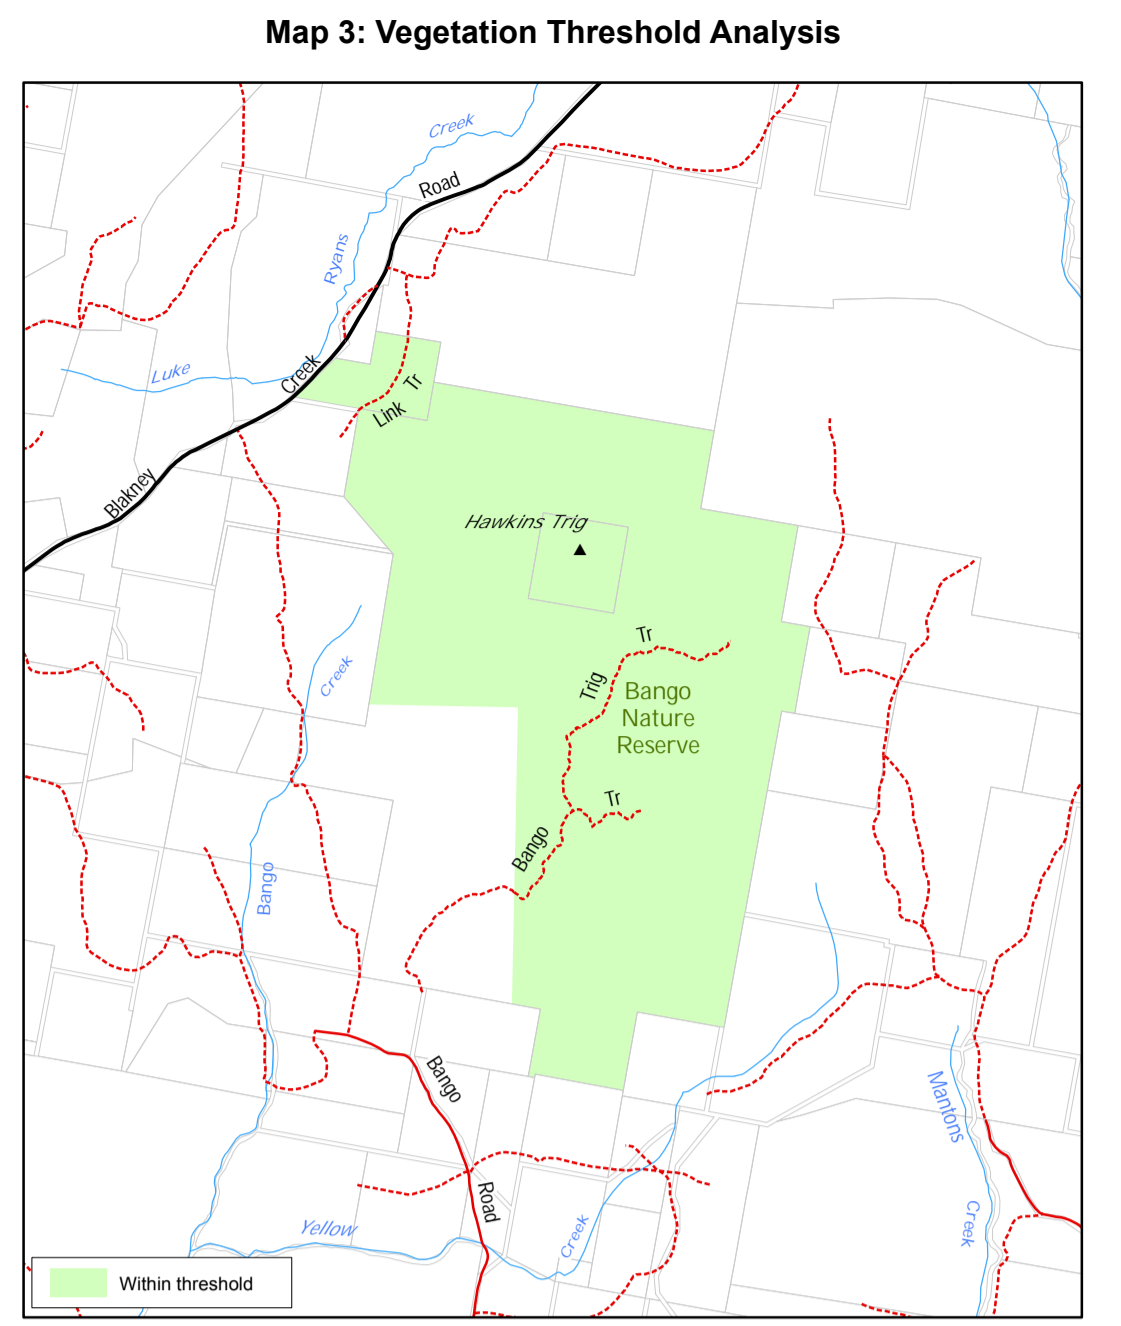 Map 3: Vegetation Threshold Analysis
Creek
Road
Ryans
Luke
Creek
Tr
Link
Blakney
Hawkins Trig
Tr
Creek
Trig
Bango
Nature
Reserve
Tr
Bango
Bango
Bango
Mantons
Road
Creek
Yellow
Creek
Within threshold